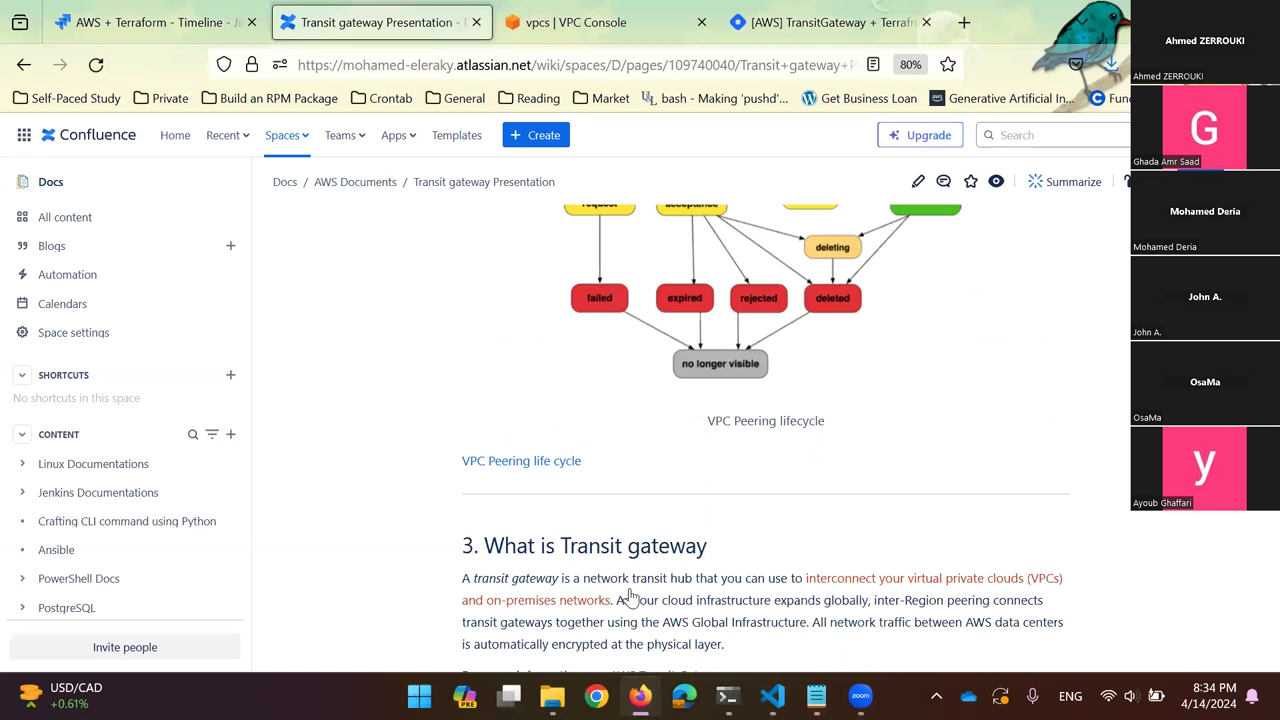 AWS + Terraform - Timeline - Ji
Transit gateway Presentation - D
vpcs | VPC Console
[AWS] TransitGateway + Terrafr
https://mohamed-eleraky.atlassian.net/wiki/spaces/D/pages/109740040/Transit+gateway+P
80%
Self-Paced Study
Private
Build an RPM Package
Crontab
General
Reading
Market
bash - Making 'pushd'...
Get Business Loan
Generative Artificial In...
Confluence
Home
Recent
Spaces
Teams
Apps
Templates
Create
Upgrade
Search
Docs
Docs / AWS Documents / Transit gateway Presentation
Summarize
All content
Blogs
Automation
Calendars
Space settings
SHORTCUTS
No shortcuts in this space
CONTENT
Linux Documentations
Jenkins Documentations
Crafting CLI command using Python
Ansible
PowerShell Docs
PostgreSQL
Invite people
request
accepted
deleting
failed
expired
rejected
deleted
no longer visible
VPC Peering lifecycle
VPC Peering life cycle
3. What is Transit gateway
A transit gateway is a network transit hub that you can use to interconnect your virtual private clouds (VPCs)
and on-premises networks. As your cloud infrastructure expands globally, inter-Region peering connects
transit gateways together using the AWS Global Infrastructure. All network traffic between AWS data centers
is automatically encrypted at the physical layer.
Ahmed ZERROUKI
Ahmed ZERROUKI
G
Ghada Amr Saad
Mohamed Deria
Mohamed Deria
John A.
John A.
OsaMa
OsaMa
y
Ayoub Ghaffari
USD/CAD
+0.61%
PRE
zoom
ENG
8:34 PM
4/14/2024